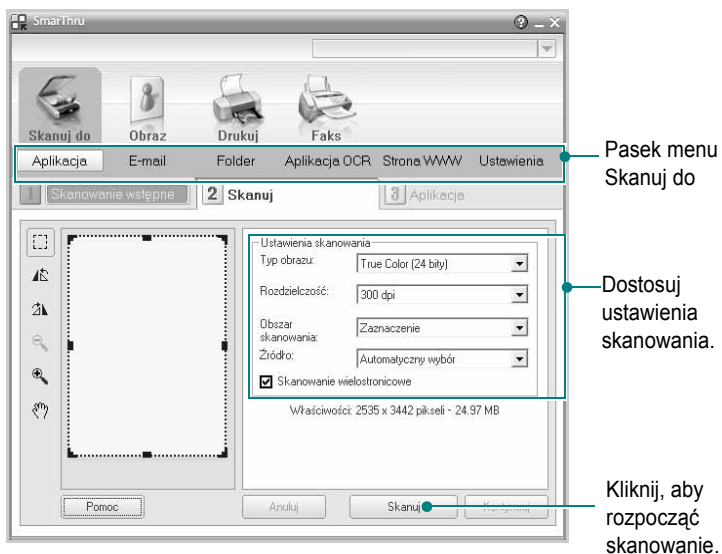 SmarThru
Skanuj do
Obraz
Drukuj
Faks
Aplikacja E-mail Folder Aplikacja OCR Strona WWW Ustawienia
1 Skanowanie wstępne 2 Skanuj 3 Aplikacja
Ustawienia skanowania
Typ obrazu: True Color (24 bity)
Rozdzielczość: 300 dpi
Obszar
skanowania: Zaznaczenie
Źródło: Automatyczny wybór
Skanowanie wielostronicowe
Właściwości: 2535 x 3442 pikseli - 24.97 MB
Pomoc Anuluj Skanuj
Pasek menu
Skanuj do
Dostosuj
ustawienia
skanowania.
Kliknij, aby
rozpocząć
skanowanie.